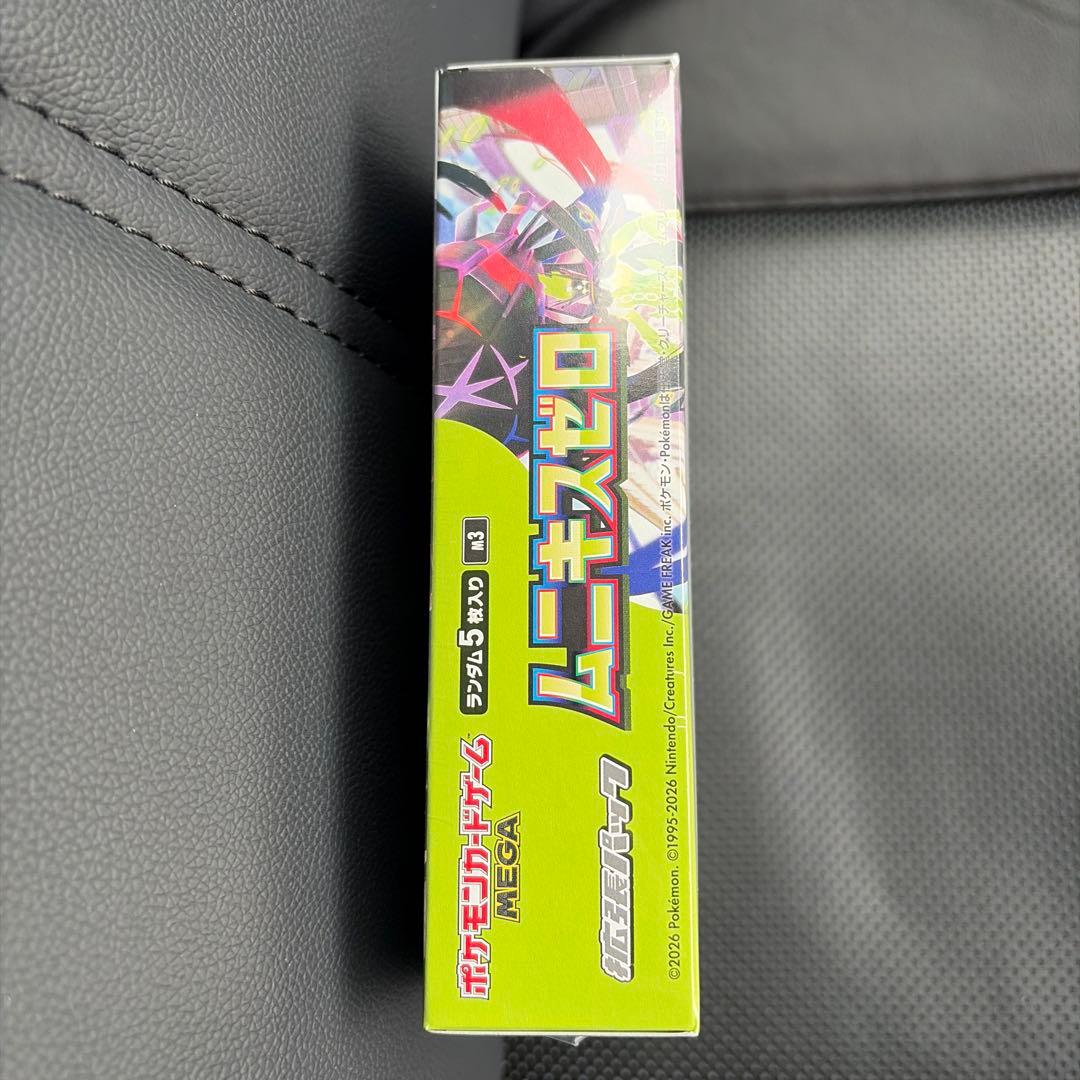 ポケモンカードゲーム
MEGA
ランダム5枚入り M3
拡張パック
ムニキスゼロ
©2026 Pokémon. ©1995-2026 Nintendo/Creatures Inc./GAME FREAK inc. ポケモン・Pokémonは
クリーチャーズ